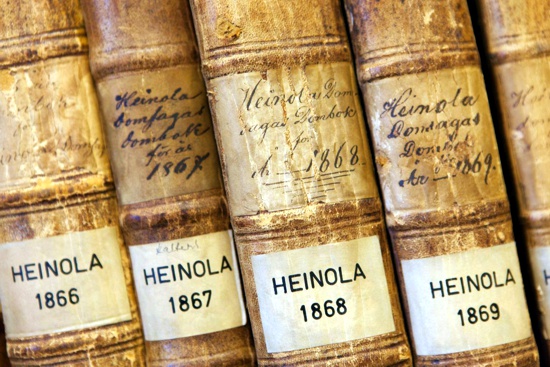 HEINOLA
1866
Heinola
Domsagas
Dombok
för år
1867.
HEINOLA
1867
Heinola Dom-
sagas Dombok
för
år 1868.
HEINOLA
1868
Heinola
Domsagas
Dombok
År 1869.
HEINOLA
1869